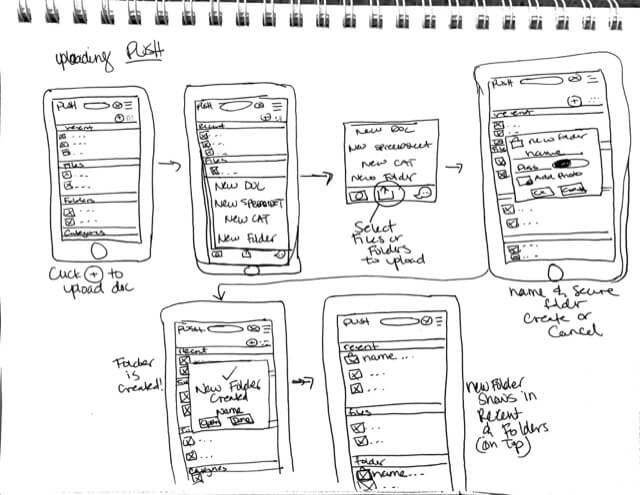 uploading PUSH
PUSH
recent
Files
Folders
Categories
Click + to
upload doc
PUSH
Recent
Files
New DOC
New SPREADSHEET
New CAT
New Folder
New DOC
New SPREADSHEET
New CAT
New Folder
Select
Files or
Folders
to upload
PUSH
recent
New Folder
name
Pass
Add Photo
name & Secure
foldr
Create or
Cancel
Folder
is
Created!
PUSH
recent
New Folder
Created
Name
Open Done
Categories
PUSH
recent
name...
Files
Folder
name...
new Folder
Shows in
Recent
& Folders
(on top)